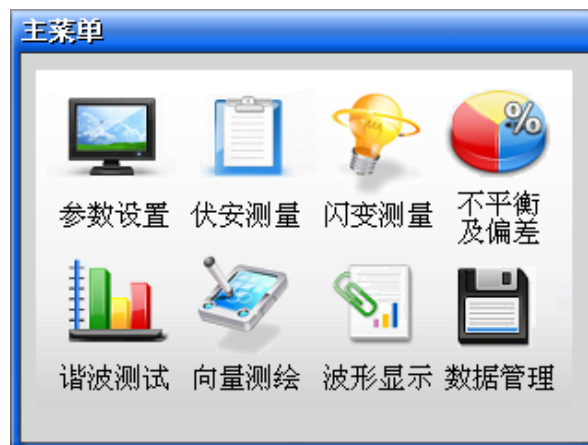 主菜单
参数设置
伏安测量
闪变测量
不平衡
及偏差
谐波测试
向量测绘
波形显示
数据管理